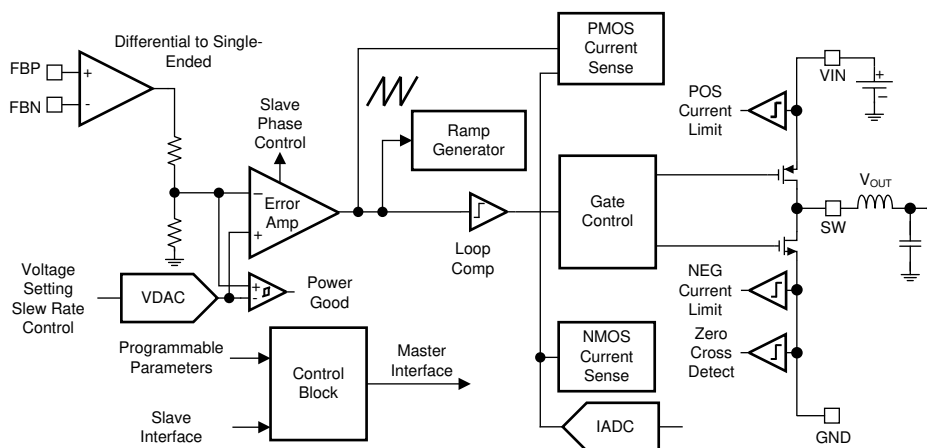 Differential to Single-
Ended
FBP
+
FBN
-
Slave
Phase
Control
Ramp
Generator
PMOS
Current
Sense
VIN
+
−
POS
Current
Limit
−
Error
Amp
+
Loop
Comp
Gate
Control
VOUT
SW
Voltage
Setting
Slew Rate
Control
VDAC
+
-
Power
Good
NEG
Current
Limit
Zero
Cross
Detect
Programmable
Parameters
Control
Block
Master
Interface
Slave
Interface
NMOS
Current
Sense
IADC
GND